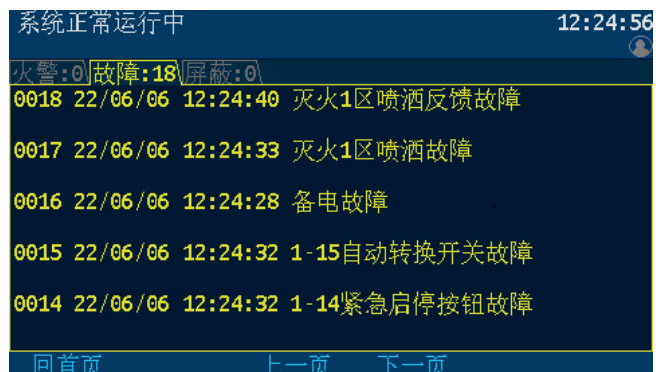 系统正常运行中 12:24:56
火警:0\故障:18\屏蔽:0\
0018 22/06/06 12:24:40 灭火1区喷洒反馈故障
0017 22/06/06 12:24:33 灭火1区喷洒故障
0016 22/06/06 12:24:28 备电故障
0015 22/06/06 12:24:32 1-15自动转换开关故障
0014 22/06/06 12:24:32 1-14紧急启停按钮故障
回首页 上一页 下一页